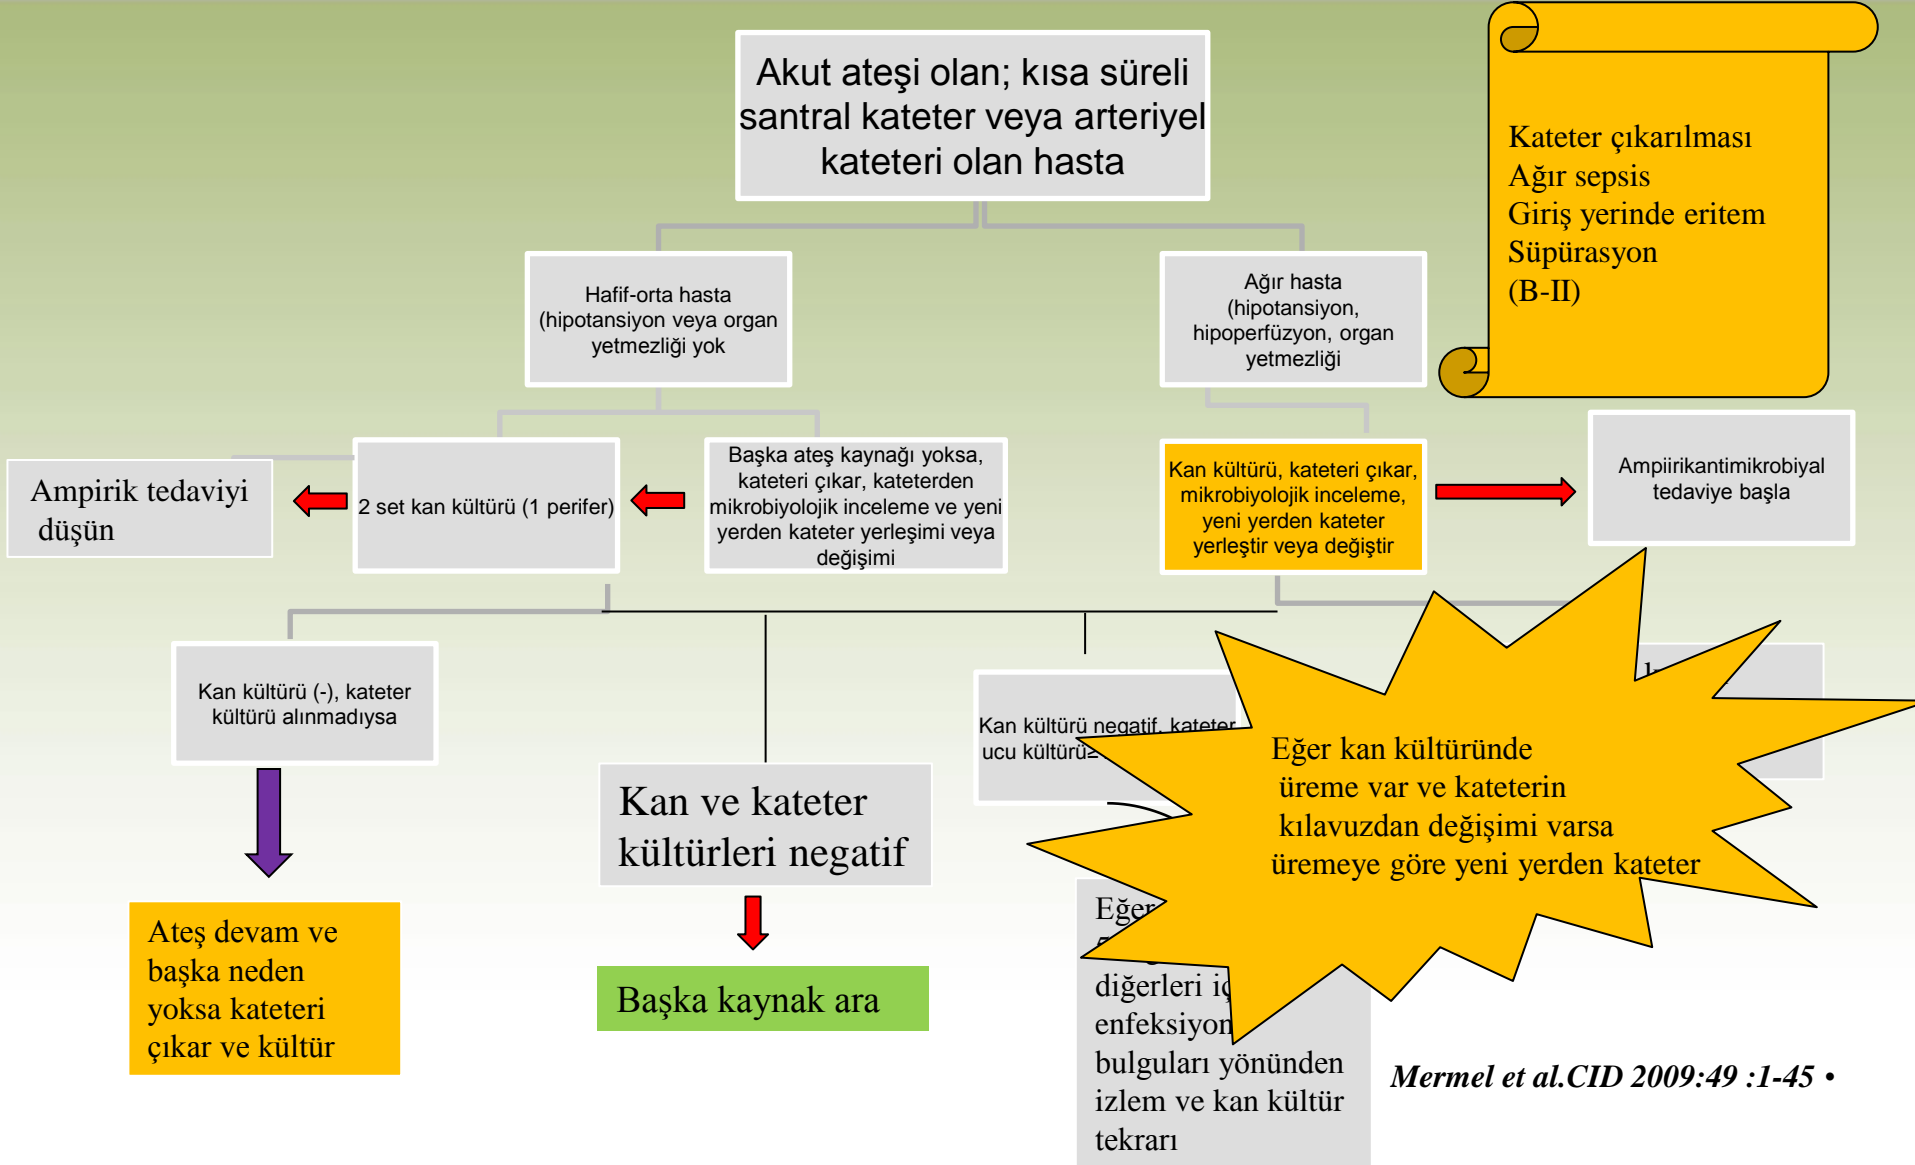 Akut ateşi olan; kısa süreli
santral kateter veya arteriyel
kateteri olan hasta
Kateter çıkarılması
Ağır sepsis
Giriş yerinde eritem
Süpürasyon
(B-II)
Hafif-orta hasta
(hipotansiyon veya organ
yetmezliği yok
Ağır hasta
(hipotansiyon,
hipoperfüzyon, organ
yetmezliği
Ampirik tedaviyi
düşün
2 set kan kültürü (1 perifer)
Başka ateş kaynağı yoksa,
kateteri çıkar, kateterden
mikrobiyolojik inceleme ve yeni
yerden kateter yerleşimi veya
değişimi
Kan kültürü, kateteri çıkar,
mikrobiyolojik inceleme,
yeni yerden kateter
yerleştir veya değiştir
Ampiirikantimikrobiyal
tedaviye başla
Kan kültürü (-), kateter
kültürü alınmadıysa
Kan ve kateter
kültürleri negatif
Kan kültürü negatif, kateter
ucu kültürü
Eğer kan kültüründe
üreme var ve kateterin
kılavuzdan değişimi varsa
üremeye göre yeni yerden kateter
Ateş devam ve
başka neden
yoksa kateteri
çıkar ve kültür
Başka kaynak ara
Eğer
diğerleri
enfeksiyon
bulguları yönünden
izlem ve kan kültür
tekrarı
Mermel et al.CID 2009:49 :1-45 •